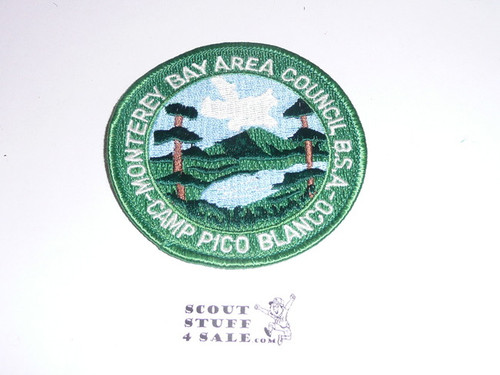 MONTEREY BAY AREA COUNCIL B.S.A.
-CAMP PICO BLANCO-
SCOUT
STUFF
4 SALE.COM